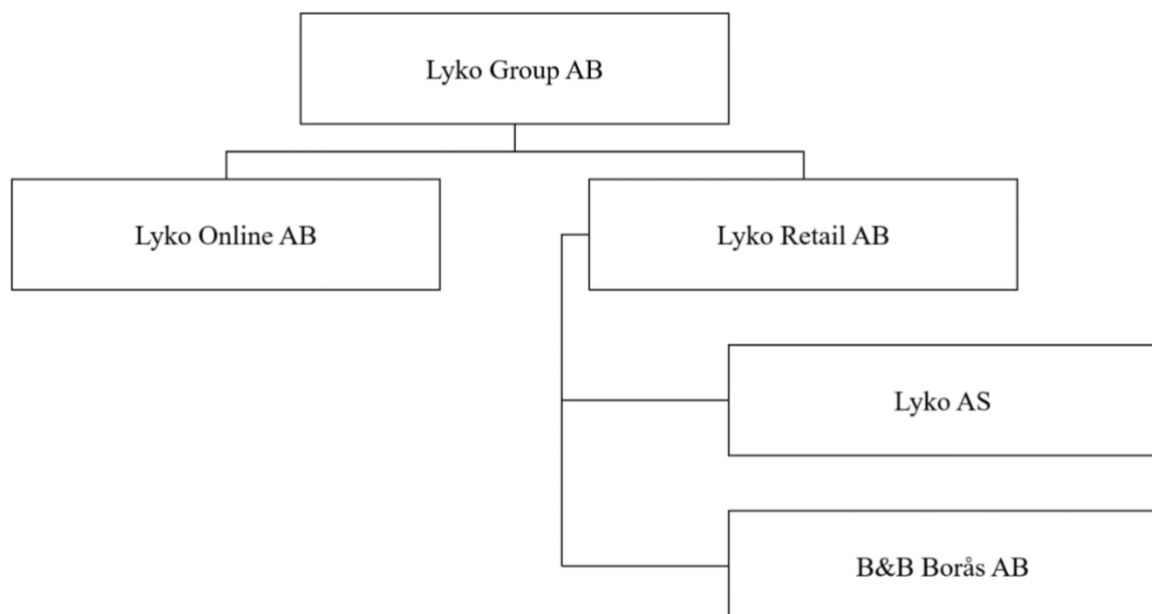 Lyko Group AB
Lyko Online AB
Lyko Retail AB
Lyko AS
B&B Borås AB